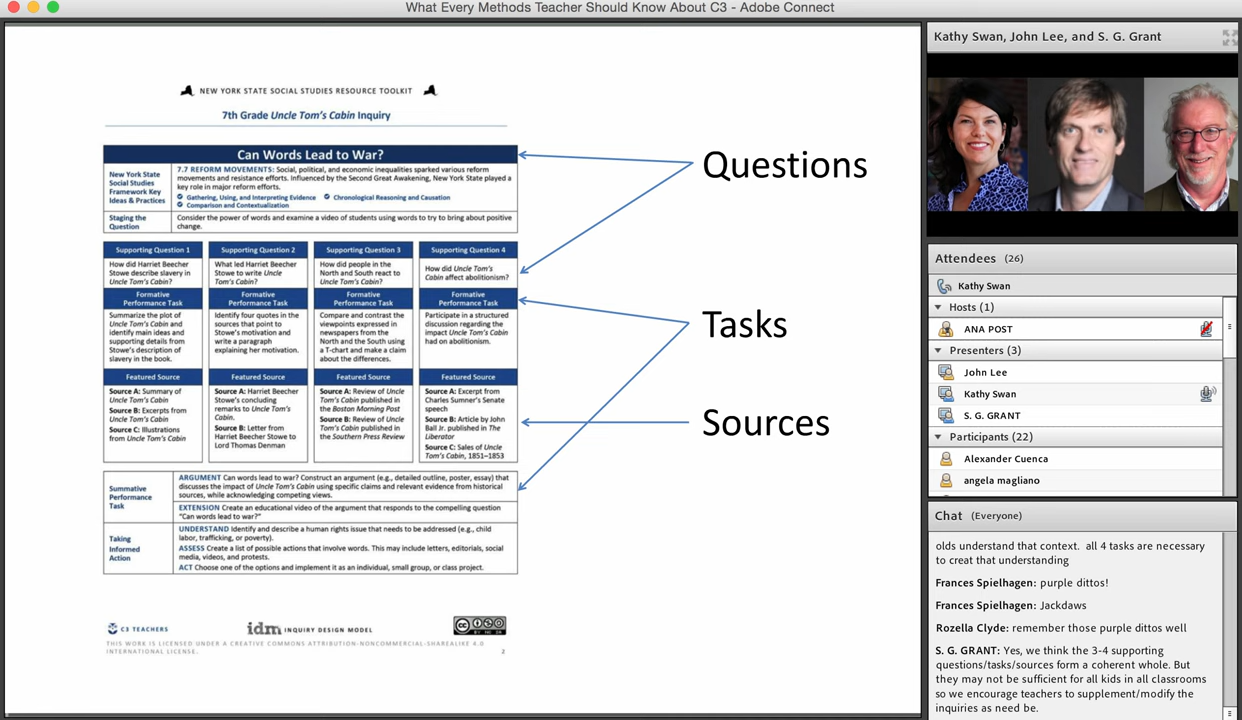 What Every Methods Teacher Should Know About C3 - Adobe Connect
NEW YORK STATE SOCIAL STUDIES RESOURCE TOOLKIT
7th Grade Uncle Tom's Cabin Inquiry
Can Words Lead to War?
New York State
Social Studies
Framework Key
Ideas & Practices
7.7 REFORM MOVEMENTS: Social, political, and economic inequalities sparked various reform
movements and resistance efforts. Influenced by the Second Great Awakening, New York State played a
key role in major reform efforts.
Gathering, Using, and Interpreting Evidence Chronological Reasoning and Causation
Comparison and Contextualization
Staging the
Question
Consider the power of words and examine a video of students using words to try to bring about positive
change.
Supporting Question 1
How did Harriet Beecher
Stowe describe slavery in
Uncle Tom's Cabin?
Formative
Performance Task
Summarize the plot of
Uncle Tom's Cabin and
identify main ideas and
supporting details from
Stowe's description of
slavery in the book.
Featured Source
Source A: Summary of
Uncle Tom's Cabin
Source B: Excerpts from
Uncle Tom's Cabin
Source C: Illustrations
from Uncle Tom's Cabin
Supporting Question 2
What led Harriet Beecher
Stowe to write Uncle
Tom's Cabin?
Formative
Performance Task
Identify four quotes in the
sources that point to
Stowe's motivation and
write a paragraph
explaining her motivation.
Featured Source
Source A: Harriet Beecher
Stowe's concluding
remarks to Uncle Tom's
Cabin.
Source B: Letter from
Harriet Beecher Stowe to
Lord Thomas Denman
Supporting Question 3
How did people in the
North and South react to
Uncle Tom's Cabin?
Formative
Performance Task
Compare and contrast the
viewpoints expressed in
newspapers from the
North and the South using
a T-chart and make a claim
about the differences.
Featured Source
Source A: Review of Uncle
Tom's Cabin published in
the Boston Morning Post
Source B: Review of Uncle
Tom's Cabin published in
the Southern Press Review
Supporting Question 4
How did Uncle Tom's
Cabin affect abolitionism?
Formative
Performance Task
Participate in a structured
discussion regarding the
impact Uncle Tom's Cabin
had on abolitionism.
Featured Source
Source A: Excerpt from
Charles Sumner's Senate
speech
Source B: Article by John
Ball Jr. published in The
Liberator
Source C: Sales of Uncle
Tom's Cabin, 1851–1853
Summative
Performance
Task
ARGUMENT Can words lead to war? Construct an argument (e.g., detailed outline, poster, essay) that
discusses the impact of Uncle Tom's Cabin using specific claims and relevant evidence from historical
sources, while acknowledging competing views.
EXTENSION Create an educational video of the argument that responds to the compelling question
"Can words lead to war?"
Taking
Informed
Action
UNDERSTAND Identify and describe a human rights issue that needs to be addressed (e.g., child
labor, trafficking, or poverty).
ASSESS Create a list of possible actions that involve words. This may include letters, editorials, social
media, videos, and protests.
ACT Choose one of the options and implement it as an individual, small group, or class project.
C3 TEACHERS
idm INQUIRY DESIGN MODEL
cc
BY NC SA
THIS WORK IS LICENSED UNDER A CREATIVE COMMONS ATTRIBUTION-NONCOMMERCIAL-SHAREALIKE 4.0
INTERNATIONAL LICENSE.
2
Questions
Tasks
Sources
Kathy Swan, John Lee, and S. G. Grant
Attendees (26)
Kathy Swan
Hosts (1)
ANA POST
Presenters (3)
John Lee
Kathy Swan
S. G. GRANT
Participants (22)
Alexander Cuenca
angela magliano
Chat (Everyone)
olds understand that context. all 4 tasks are necessary
to creat that understanding
Frances Spielhagen: purple dittos!
Frances Spielhagen: Jackdaws
Rozella Clyde: remember those purple dittos well
S. G. GRANT: Yes, we think the 3-4 supporting
questions/tasks/sources form a coherent whole. But
they may not be sufficient for all kids in all classrooms
so we encourage teachers to supplement/modify the
inquiries as need be.